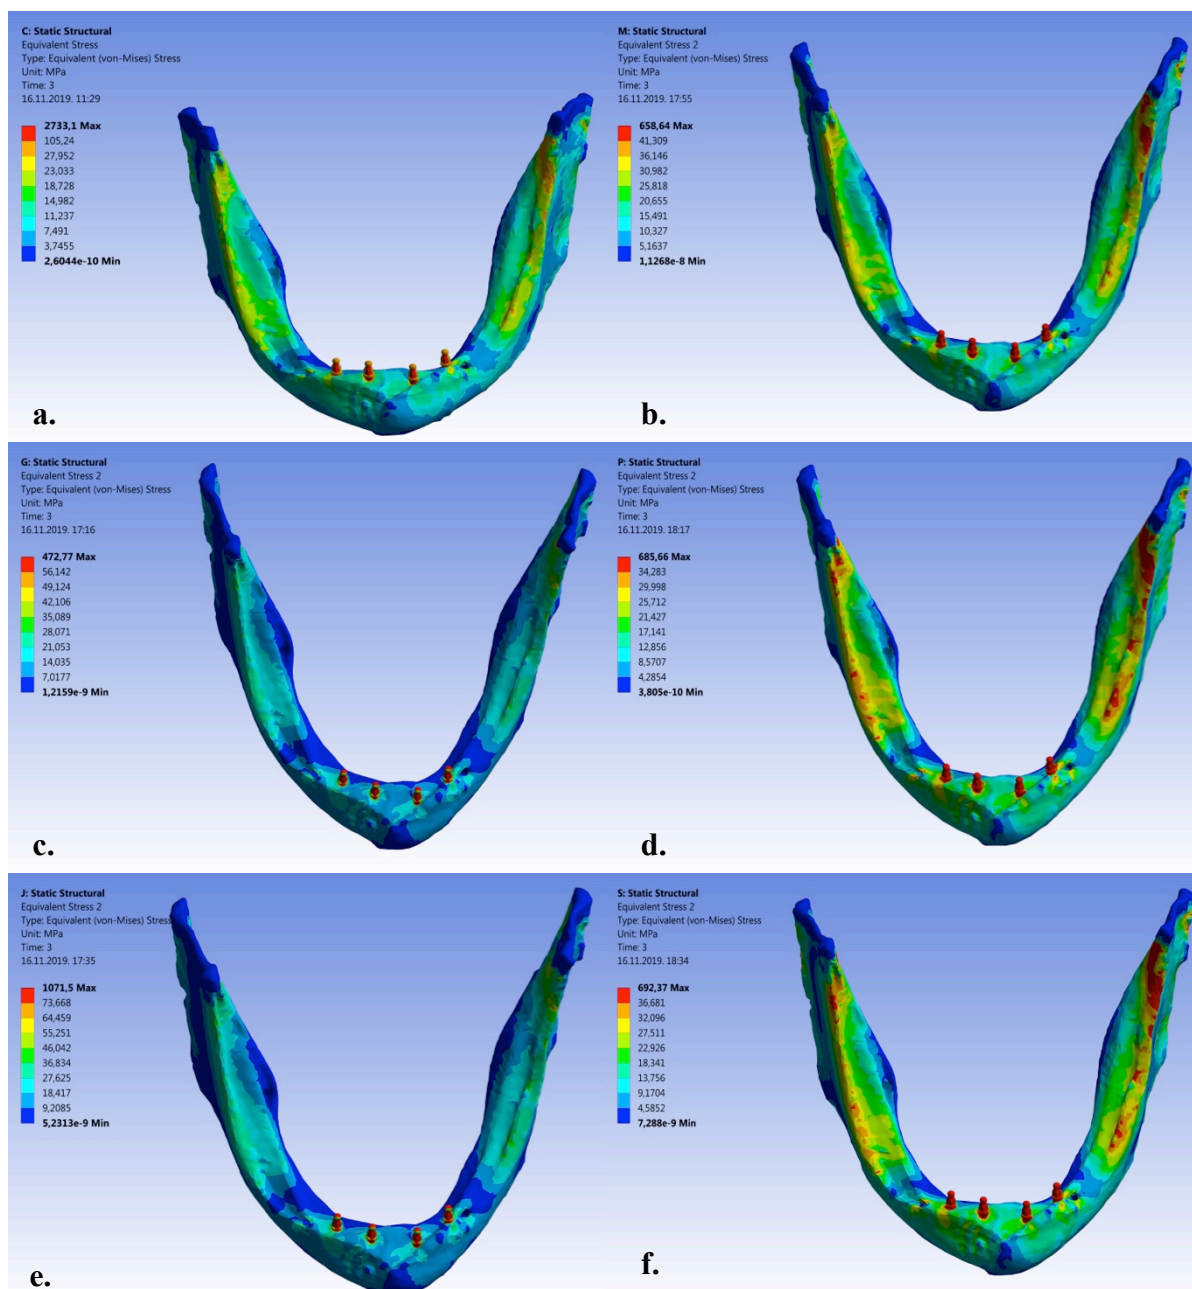 C: Static Structural
Equivalent Stress
Type: Equivalent (von-Mises) Stress
Unit: MPa
Time: 3
16.11.2019. 11:29
2733,1 Max
105,24
27,952
23,033
18,728
14,982
11,237
7,491
3,7455
2,6044e-10 Min
a.
M: Static Structural
Equivalent Stress 2
Type: Equivalent (von-Mises) Stress
Unit: MPa
Time: 3
16.11.2019. 17:55
658,64 Max
41,309
36,146
30,982
25,818
20,655
15,491
10,327
5,1637
1,1268e-8 Min
b.
G: Static Structural
Equivalent Stress 2
Type: Equivalent (von-Mises) Stress
Unit: MPa
Time: 3
16.11.2019. 17:16
472,77 Max
56,142
49,124
42,106
35,089
28,071
21,053
14,035
7,0177
1,2159e-9 Min
c.
P: Static Structural
Equivalent Stress 2
Type: Equivalent (von-Mises) Stress
Unit: MPa
Time: 3
16.11.2019. 18:17
685,66 Max
34,283
29,998
25,712
21,427
17,141
12,856
8,5707
4,2854
3,805e-10 Min
d.
J: Static Structural
Equivalent Stress 2
Type: Equivalent (von-Mises) Stress
Unit: MPa
Time: 3
16.11.2019. 17:35
1071,5 Max
73,668
64,459
55,251
46,042
36,834
27,625
18,417
9,2085
5,2313e-9 Min
e.
S: Static Structural
Equivalent Stress 2
Type: Equivalent (von-Mises) Stress
Unit: MPa
Time: 3
16.11.2019. 18:34
692,37 Max
36,681
32,096
27,511
22,926
18,341
13,756
9,1704
4,5852
7,288e-9 Min
f.